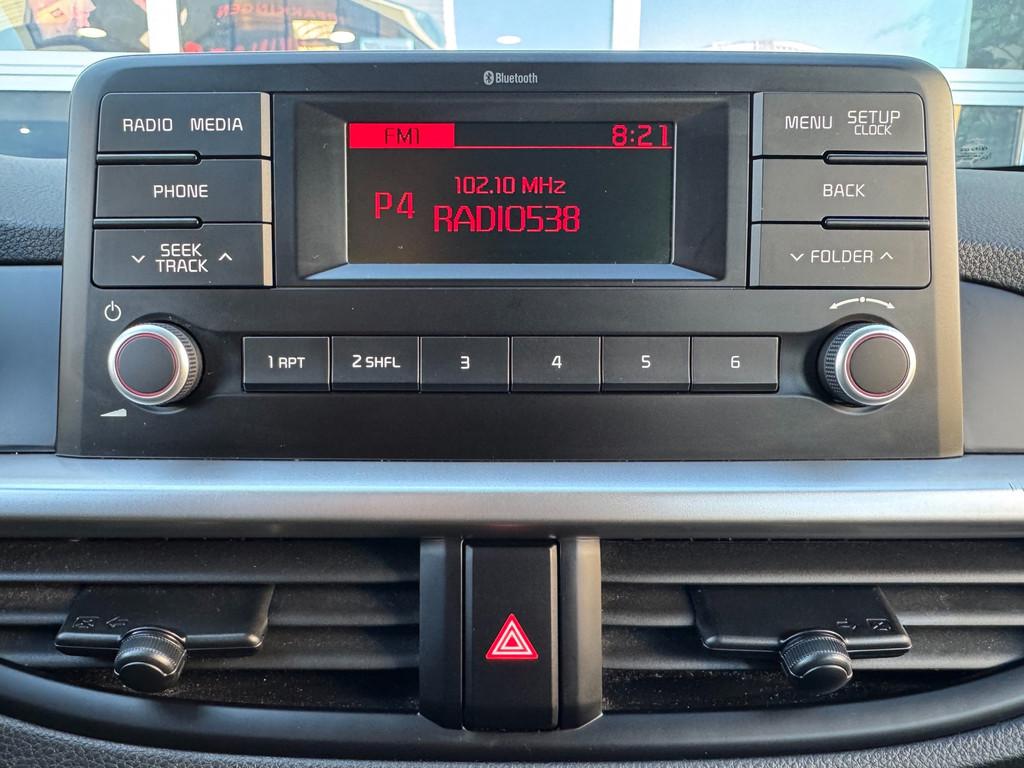 Bluetooth
RADIO MEDIA
PHONE
SEEK
TRACK
FM1 8:21
102.10 MHz
P4 RADIO538
MENU SETUP
CLOCK
BACK
FOLDER
1 RPT 2 SHFL 3 4 5 6